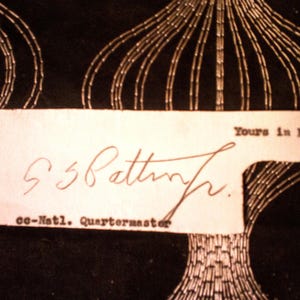 Yours in
G S Patton Jr.
cc-Natl. Quartermaster